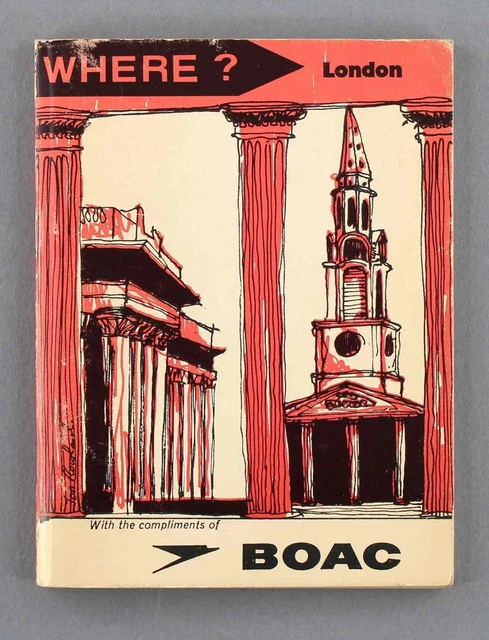 WHERE ?
London
With the compliments of
BOAC